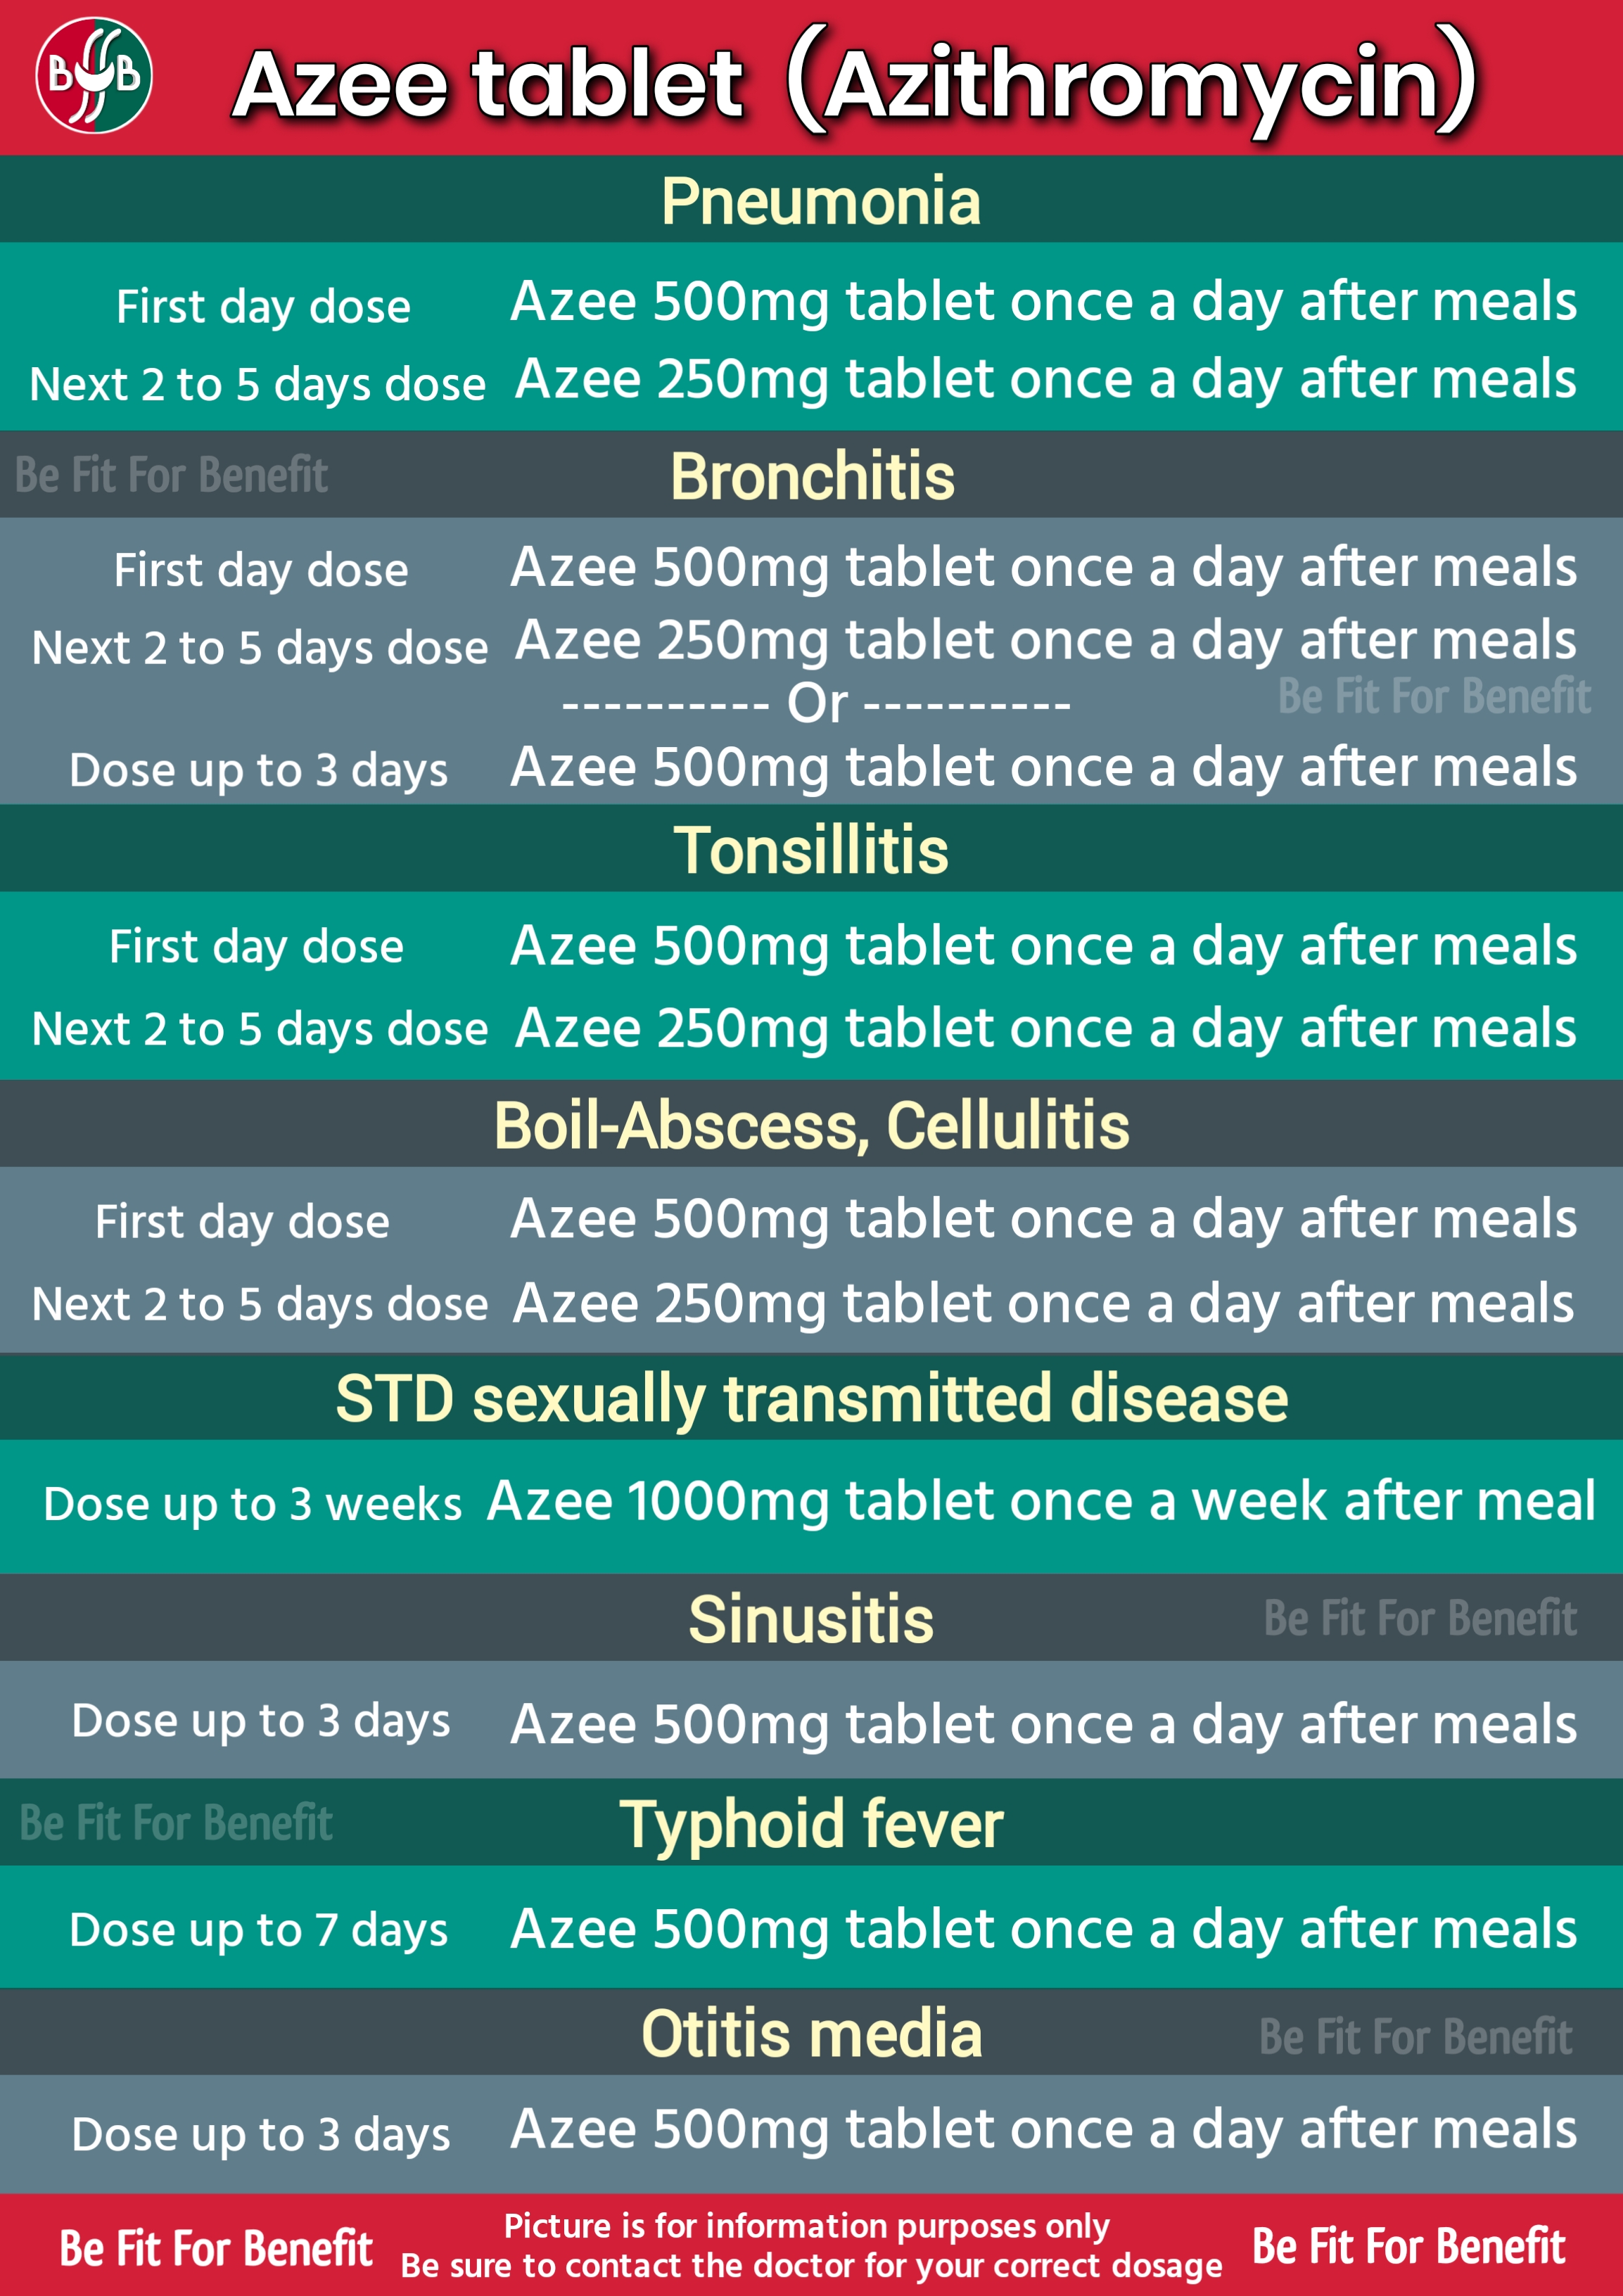 BB
Azee tablet (Azithromycin)
Pneumonia
First day dose Azee 500mg tablet once a day after meals
Next 2 to 5 days dose Azee 250mg tablet once a day after meals
Be Fit For Benefit Bronchitis
First day dose Azee 500mg tablet once a day after meals
Next 2 to 5 days dose Azee 250mg tablet once a day after meals
---------- Or ---------- Be Fit For Benefit
Dose up to 3 days Azee 500mg tablet once a day after meals
Tonsillitis
First day dose Azee 500mg tablet once a day after meals
Next 2 to 5 days dose Azee 250mg tablet once a day after meals
Boil-Abscess, Cellulitis
First day dose Azee 500mg tablet once a day after meals
Next 2 to 5 days dose Azee 250mg tablet once a day after meals
STD sexually transmitted disease
Dose up to 3 weeks Azee 1000mg tablet once a week after meal
Sinusitis Be Fit For Benefit
Dose up to 3 days Azee 500mg tablet once a day after meals
Be Fit For Benefit Typhoid fever
Dose up to 7 days Azee 500mg tablet once a day after meals
Otitis media Be Fit For Benefit
Dose up to 3 days Azee 500mg tablet once a day after meals
Be Fit For Benefit
Picture is for information purposes only
Be sure to contact the doctor for your correct dosage
Be Fit For Benefit